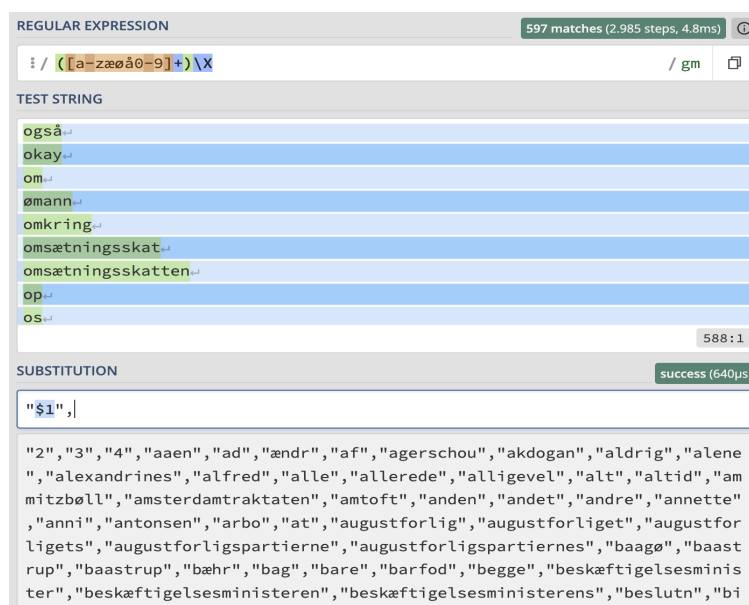 REGULAR EXPRESSION
597 matches (2.985 steps, 4.8ms)
/ ([a-zæøå0-9]+)\X
/ gm
TEST STRING
også↵
okay↵
om↵
ømann↵
omkring↵
omsætningsskat↵
omsætningsskatten↵
op↵
os↵
588:1
SUBSTITUTION
success (640µs
"$1",
"2","3","4","aaen","ad","ændr","af","agerschou","akdogan","aldrig","alene
","alexandrines","alfred","alle","allerede","alligevel","alt","altid","am
mitzbøll","amsterdamtraktaten","amtoft","anden","andet","andre","annette"
,"anni","antonsen","arbo","at","augustforlig","augustforliget","augustfor
ligets","augustforligspartierne","augustforligspartiernes","baagø","baast
rup","baastrup","bæhr","bag","bare","barfod","begge","beskæftigelsesminis
ter","beskæftigelsesministeren","beskæftigelsesministerens","beslutn","bi